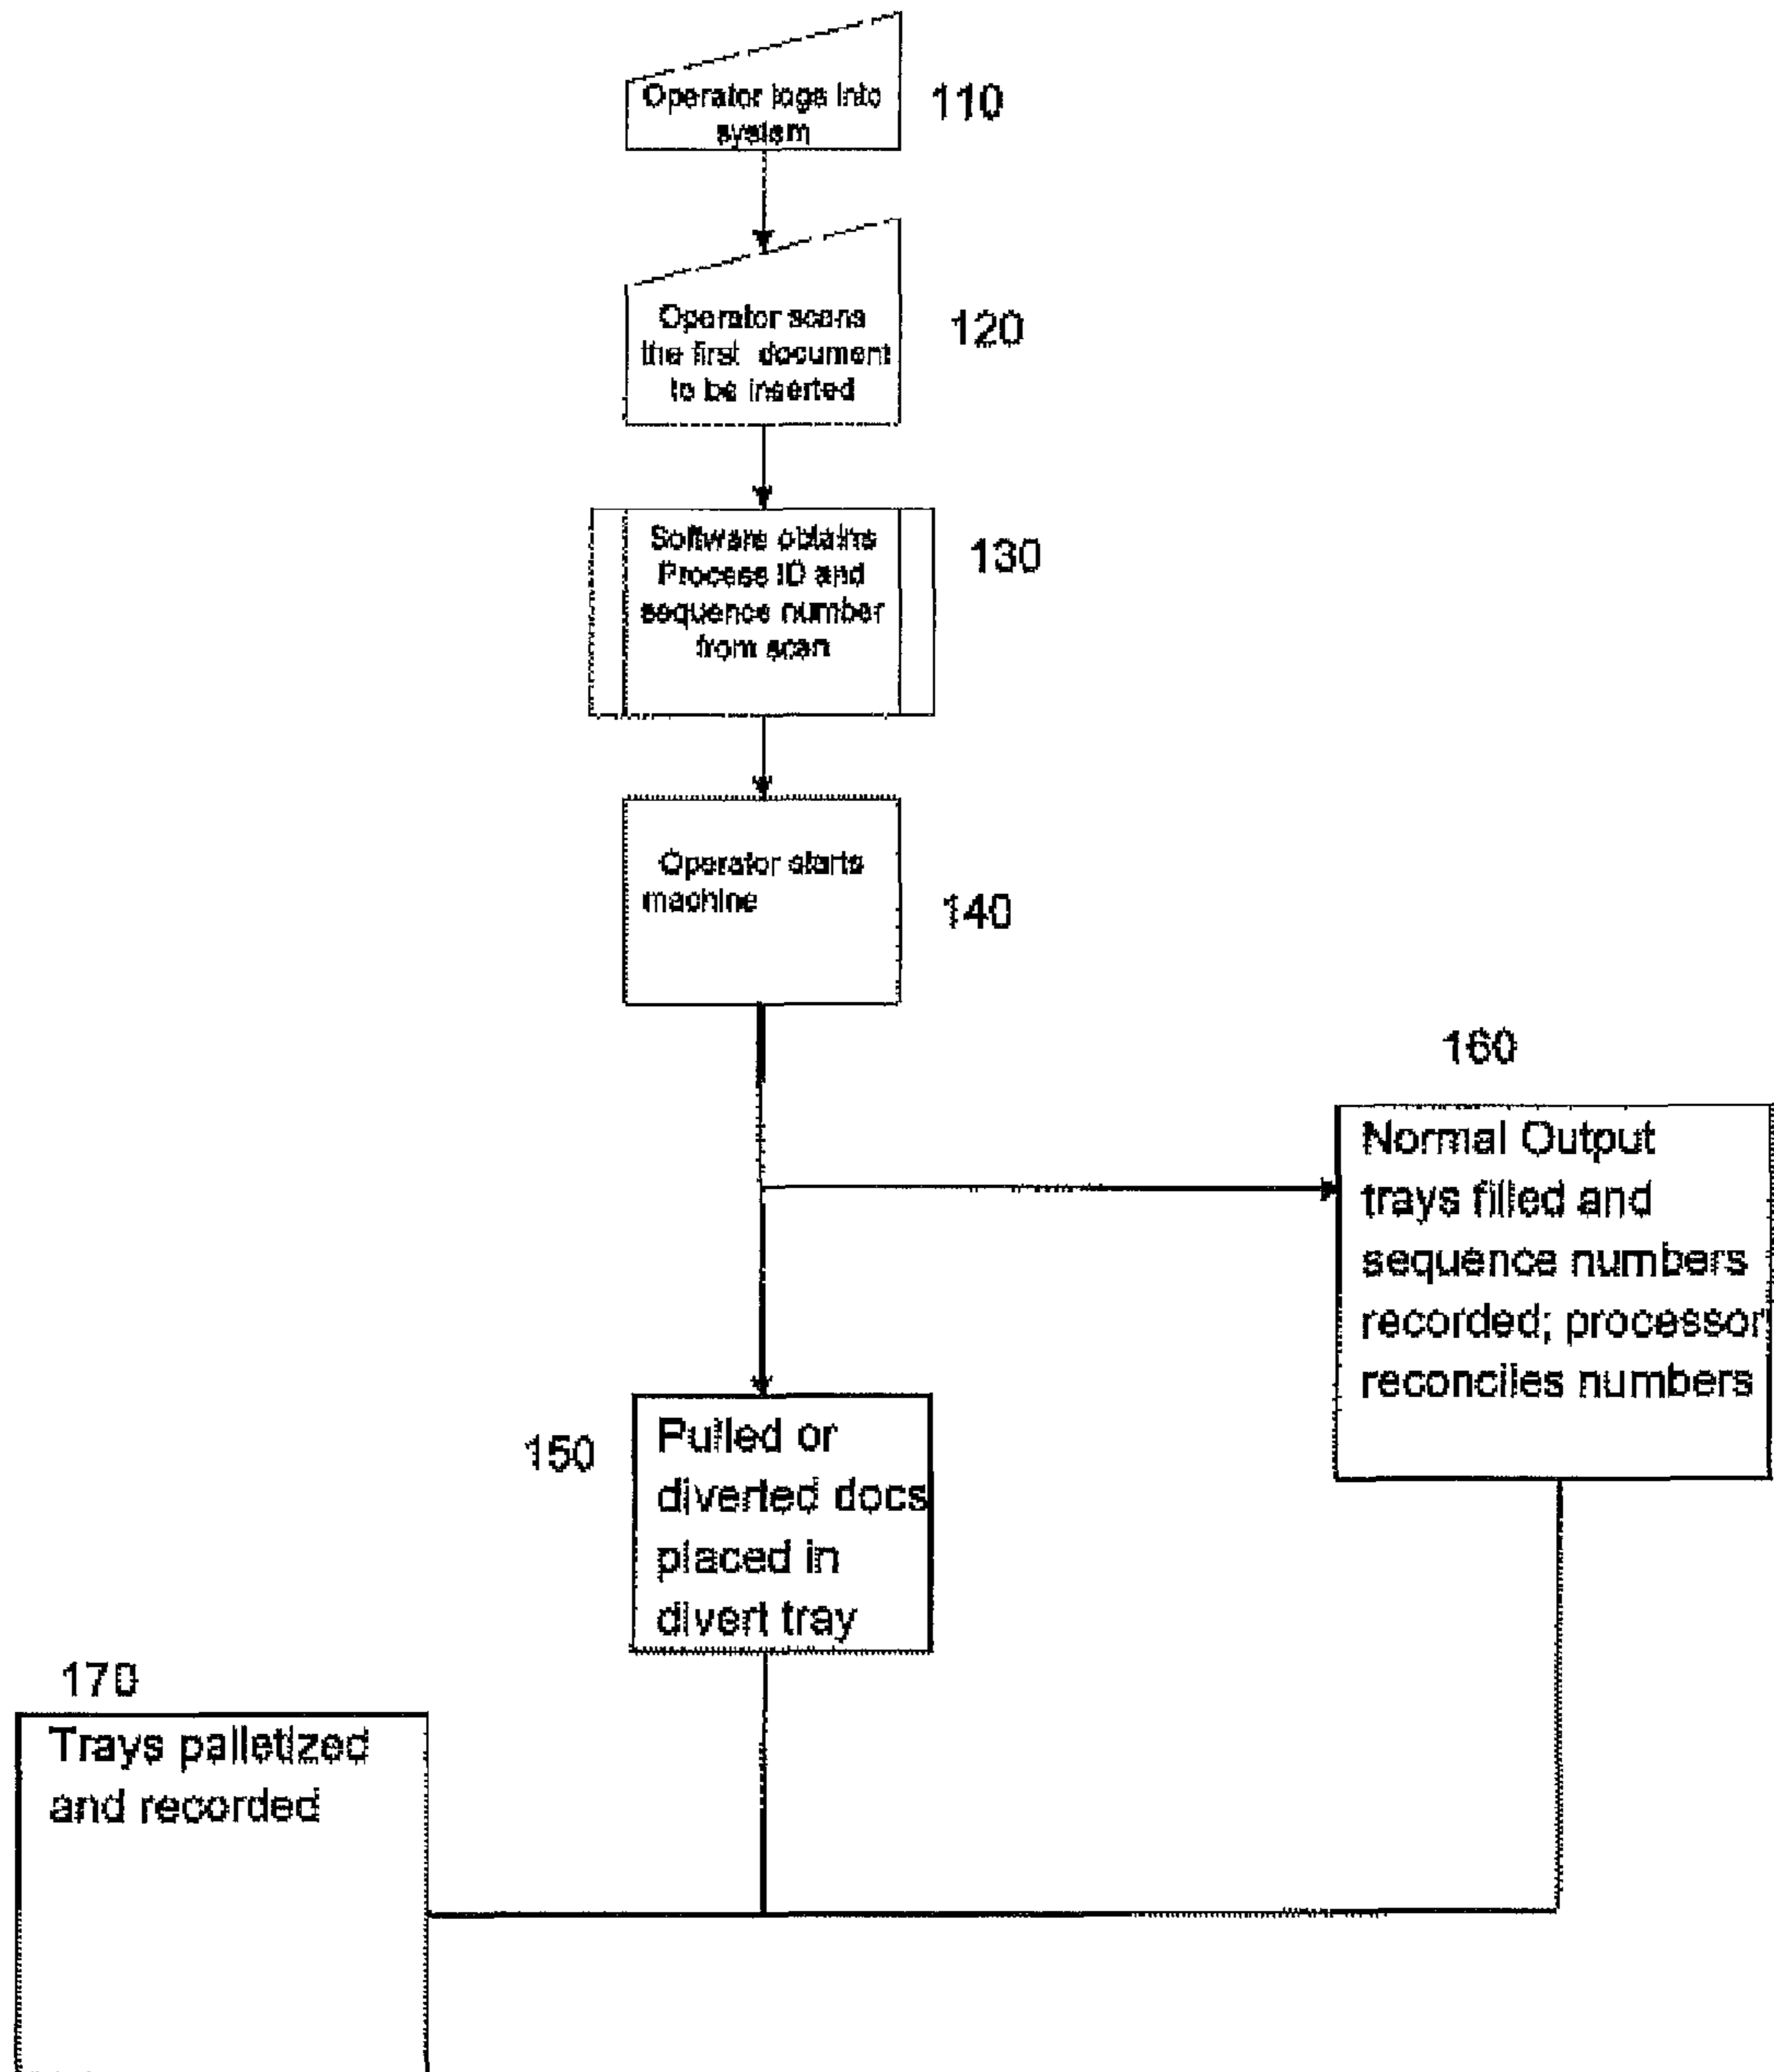 Operator logs into
system
110
Operator scans
the first document
to be inserted
120
Software obtains
Process ID and
sequence number
from scan
130
Operator starts
machine
140
160
Normal Output
trays filled and
sequence numbers
recorded; processor
reconciles numbers
150
Pulled or
diverted docs
placed in
divert tray
170
Trays palletized
and recorded